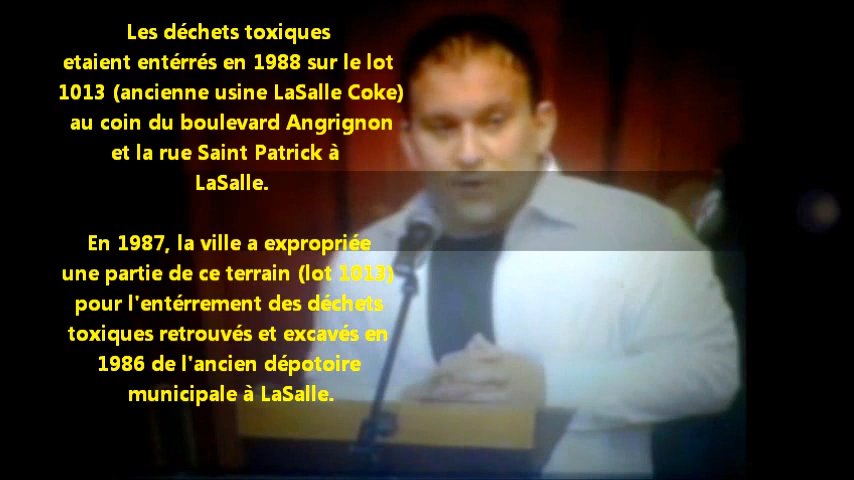 Les déchets toxiques
etaient entérrés en 1988 sur le lot
1013 (ancienne usine LaSalle Coke)
au coin du boulevard Angrignon
et la rue Saint Patrick à
LaSalle.
En 1987, la ville a expropriée
une partie de ce terrain (lot 1013)
pour l'entérrement des déchets
toxiques retrouvés et excavés en
1986 de l'ancien dépotoire
municipale à LaSalle.